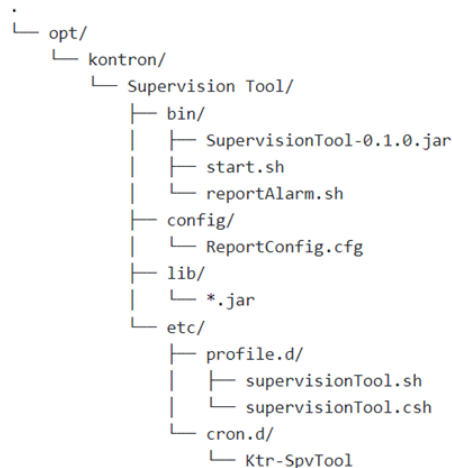 .
└── opt/
    └── kontron/
        └── Supervision Tool/
            ├── bin/
            │   ├── SupervisionTool-0.1.0.jar
            │   ├── start.sh
            │   └── reportAlarm.sh
            ├── config/
            │   └── ReportConfig.cfg
            ├── lib/
            │   └── *.jar
            └── etc/
                ├── profile.d/
                │   ├── supervisionTool.sh
                │   └── supervisionTool.csh
                └── cron.d/
                    └── Ktr-SpvTool